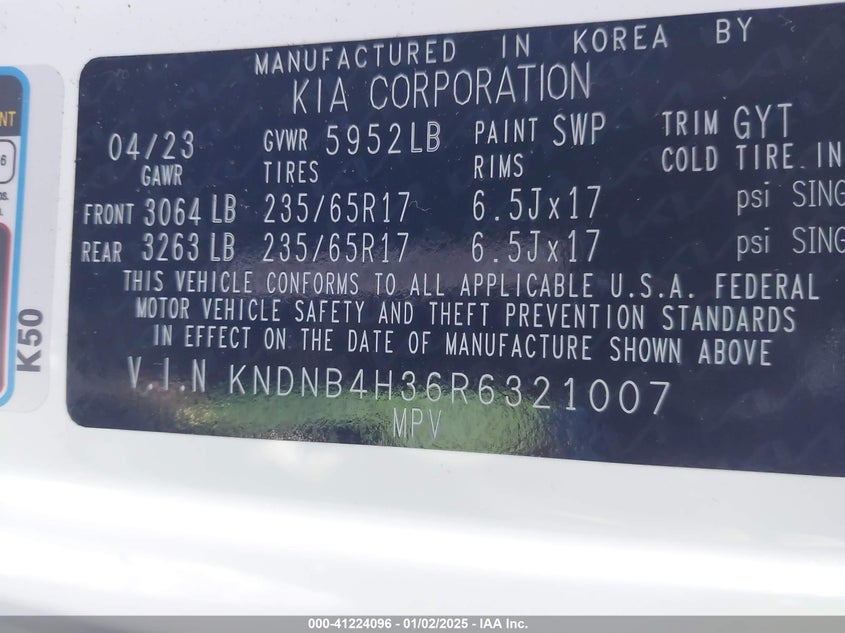 MANUFACTURED IN KOREA BY
KIA CORPORATION
04/23 GVWR 5952LB PAINT SWP TRIM GYT
GAWR TIRES RIMS COLD TIRE. IN
FRONT 3064 LB 235/65R17 6.5Jx17 psi SING
REAR 3263 LB 235/65R17 6.5Jx17 psi SING
THIS VEHICLE CONFORMS TO ALL APPLICABLE U.S.A. FEDERAL
MOTOR VEHICLE SAFETY AND THEFT PREVENTION STANDARDS
IN EFFECT ON THE DATE OF MANUFACTURE SHOWN ABOVE
V.I.N KNDNB4H36R6321007
MPV
NT
6
K50
000-41224096 - 01/02/2025 - IAA Inc.